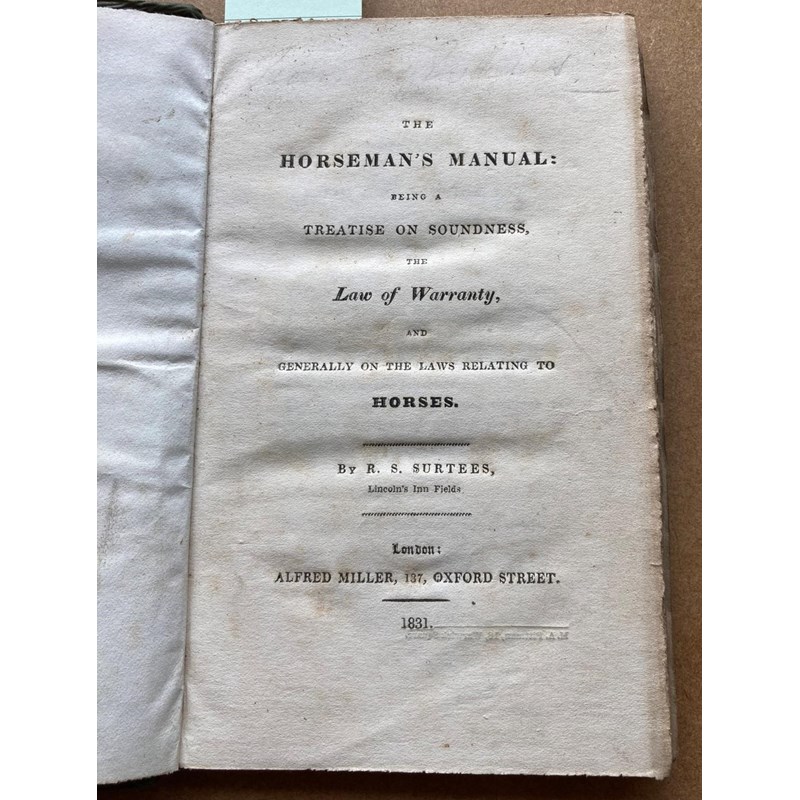 THE
HORSEMAN'S MANUAL:
BEING A
TREATISE ON SOUNDNESS,
THE
Law of Warranty,
AND
GENERALLY ON THE LAWS RELATING TO
HORSES.
By R. S. SURTEES,
Lincoln's Inn Fields
London:
ALFRED MILLER, 137, OXFORD STREET.
1831.